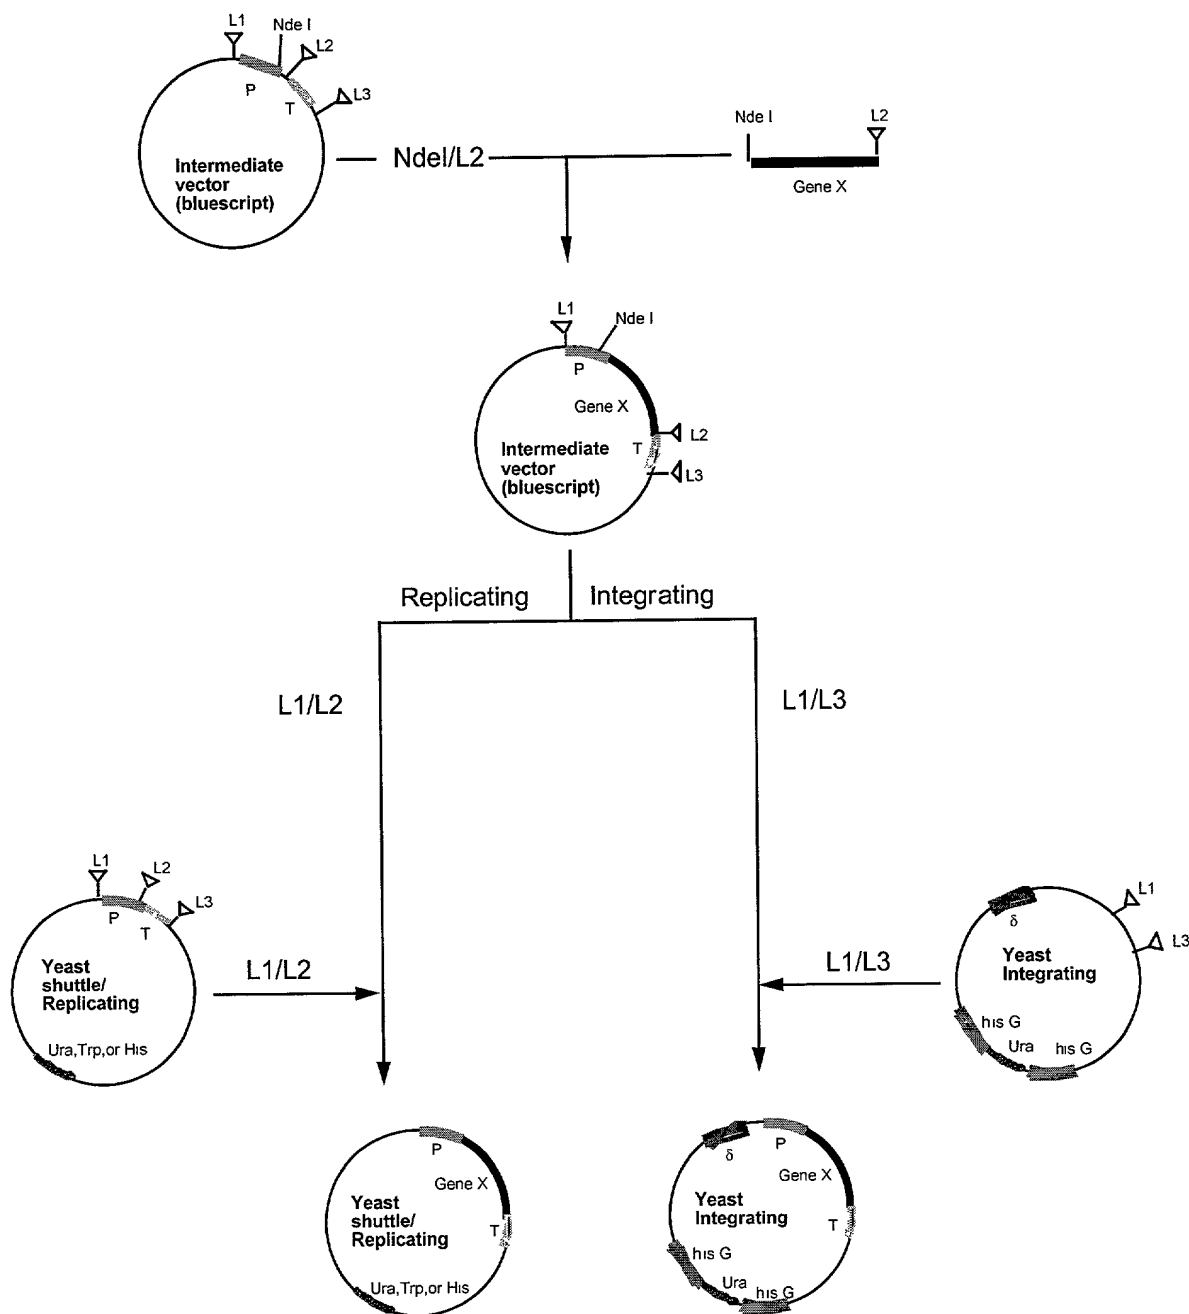 L1
Nde I
L2
P
T
L3
Intermediate
vector
(bluescript)
NdeI/L2
Nde I
L2
Gene X
L1
Nde I
P
Gene X
L2
T
L3
Intermediate
vector
(bluescript)
Replicating
Integrating
L1/L2
L1/L3
L1
L2
L3
P
T
Yeast
shuttle/
Replicating
Ura,Trp,or His
L1/L2
L1/L3
L1
L3
δ
Yeast
Integrating
his G
Ura
his G
P
Gene X
T
Yeast
shuttle/
Replicating
Ura,Trp,or His
δ
P
Gene X
T
Yeast
Integrating
his G
Ura
his G